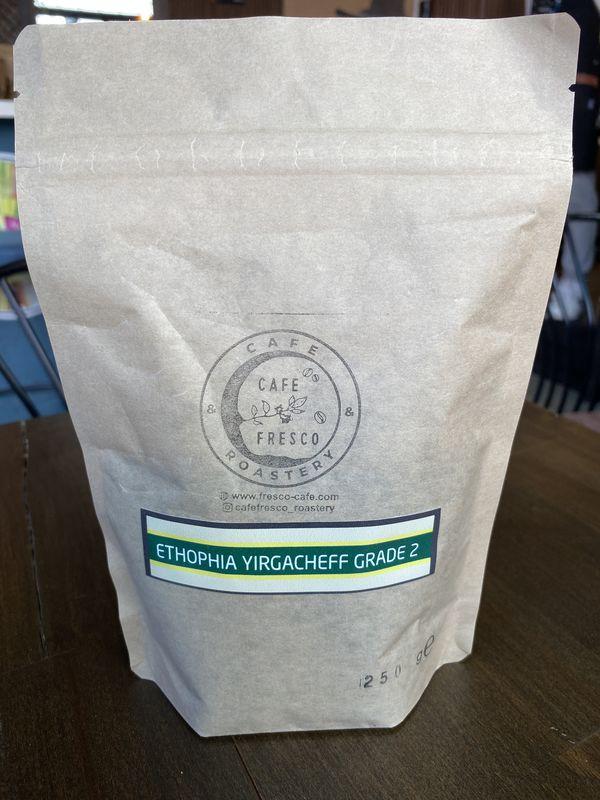 CAFE
CAFE
& &
FRESCO
ROASTERY
www.fresco-cafe.com
cafefresco_roastery
ETHOPHIA YIRGACHEFF GRADE 2
250 g℮